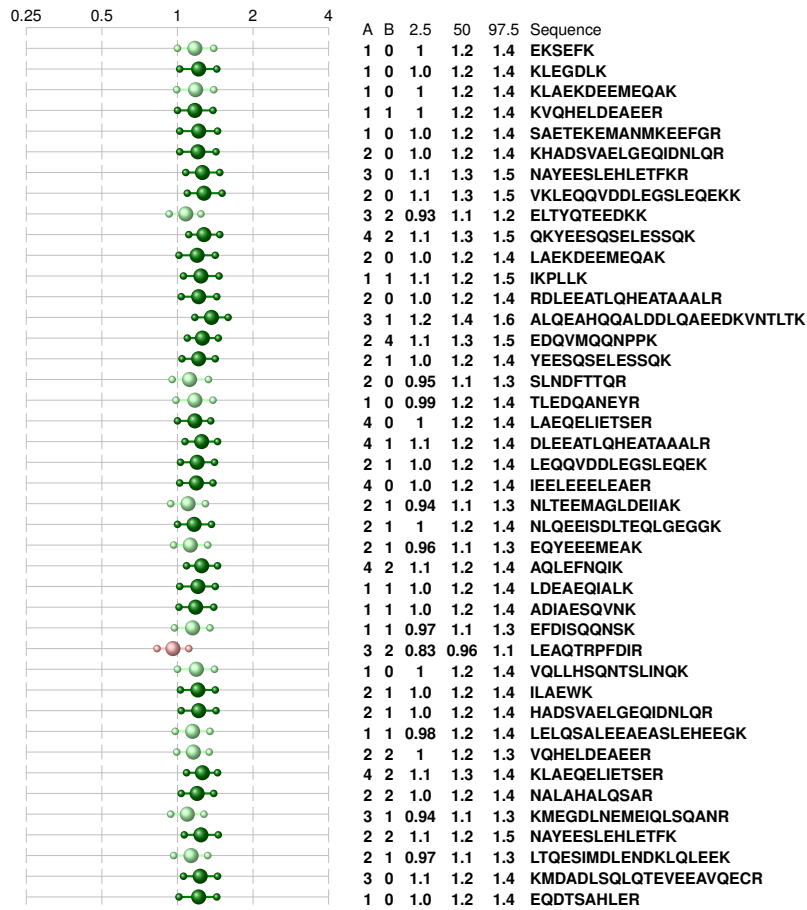 0.25 0.5 1 2 4
A B 2.5 50 97.5 Sequence
1 0 1 1.2 1.4 EKSEFK
1 0 1.0 1.2 1.4 KLEGDLK
1 0 1 1.2 1.4 KLAEKDEEMEQAK
1 1 1 1.2 1.4 KVQHELDEAEER
1 0 1.0 1.2 1.4 SAETEKEMANMKEEFGR
2 0 1.0 1.2 1.4 KHADSVAELGEQIDNLQR
3 0 1.1 1.3 1.5 NAYEESLEHLETFKR
2 0 1.1 1.3 1.5 VKLEQQVDDLEGSLEQEKK
3 2 0.93 1.1 1.2 ELTYQTEEDKK
4 2 1.1 1.3 1.5 QKYEESQSELESSQK
2 0 1.0 1.2 1.4 LAEKDEEMEQAK
1 1 1.1 1.2 1.5 IKPLLK
2 0 1.0 1.2 1.4 RDLEEATLQHEATAAALR
3 1 1.2 1.4 1.6 ALQEAHQQALDDLQAEEDKVNTLTK
2 4 1.1 1.3 1.5 EDQVMQQNPPK
2 1 1.0 1.2 1.4 YEESQSELESSQK
2 0 0.95 1.1 1.3 SLNDFTTQR
1 0 0.99 1.2 1.4 TLEDQANEYR
4 0 1 1.2 1.4 LAEQELIETSER
4 1 1.1 1.2 1.4 DLEEATLQHEATAAALR
2 1 1.0 1.2 1.4 LEQQVDDLEGSLEQEK
4 0 1.0 1.2 1.4 IEELEEELEAER
2 1 0.94 1.1 1.3 NLTEEMAGLDEIIAK
2 1 1 1.2 1.4 NLQEEISDLTEQLGEGGK
2 1 0.96 1.1 1.3 EQYEEEMEAK
4 2 1.1 1.2 1.4 AQLEFNQIK
1 1 1.0 1.2 1.4 LDEAEQIALK
1 1 1.0 1.2 1.4 ADIAESQVNK
1 1 0.97 1.1 1.3 EFDISQQNSK
3 2 0.83 0.96 1.1 LEAQTRPFDIR
1 0 1 1.2 1.4 VQLLHSQNTSLINQK
2 1 1.0 1.2 1.4 ILAEWK
2 1 1.0 1.2 1.4 HADSVAELGEQIDNLQR
1 1 0.98 1.2 1.4 LELQSALEEAEASLEHEEGK
2 2 1 1.2 1.3 VQHELDEAEER
4 2 1.1 1.3 1.4 KLAEQELIETSER
2 2 1.0 1.2 1.4 NALAHALQSAR
3 1 0.94 1.1 1.3 KMEGDLNEMEIQLSQANR
2 2 1.1 1.2 1.5 NAYEESLEHLETFK
2 1 0.97 1.1 1.3 LTQESIMDLENDKLQLEEK
3 0 1.1 1.2 1.4 KMDADLSQLQTEVEEAVQECR
1 0 1.0 1.2 1.4 EQDTSAHLER